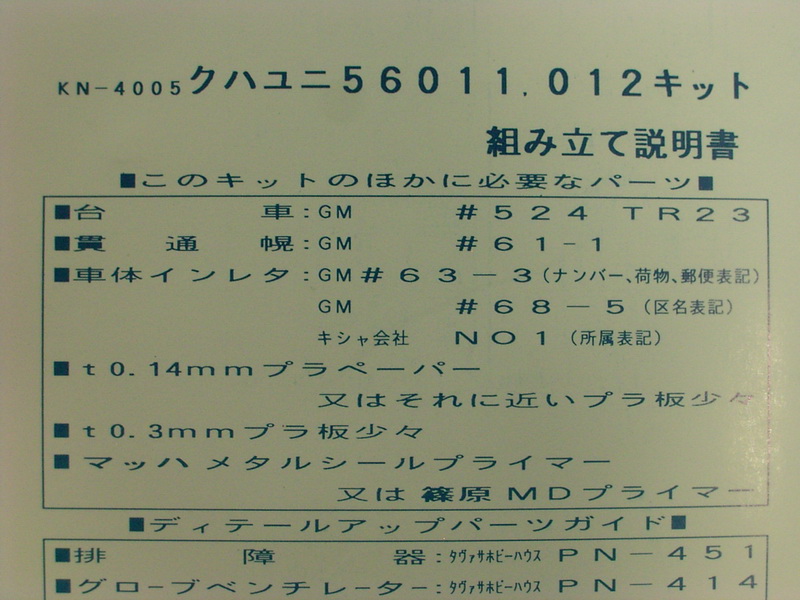 KN-4005クハユニ56011.012キット
組み立て説明書
■このキットのほかに必要なパーツ■
■台車:GM #524 TR23
■貫通幌:GM #61-1
■車体インレタ:GM#63-3(ナンバー、荷物、郵便表記)
GM #68-5(区名表記)
キシャ会社 NO1(所属表記)
■t0.14mmプラペーパー
又はそれに近いプラ板少々
■t0.3mmプラ板少々
■マッハメタルシールプライマー
又は篠原MDプライマー
■ディテールアップパーツガイド■
■排障器:タヴァサホビーハウス PN-451
■グローブベンチレーター:タヴァサホビーハウス PN-414